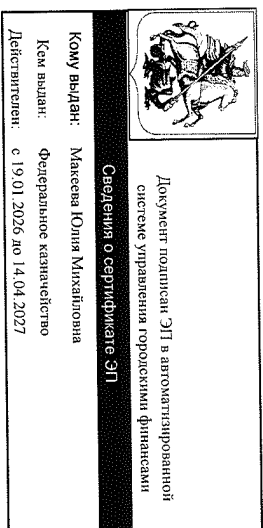 Документ подписан ЭП в автоматизированной
системе управления городскими финансами
Сведения о сертификате ЭП
Кому выдан: Макеева Юлия Михайловна
Кем выдан: Федеральное казначейство
Действителен: с 19.01.2026 до 14.04.2027